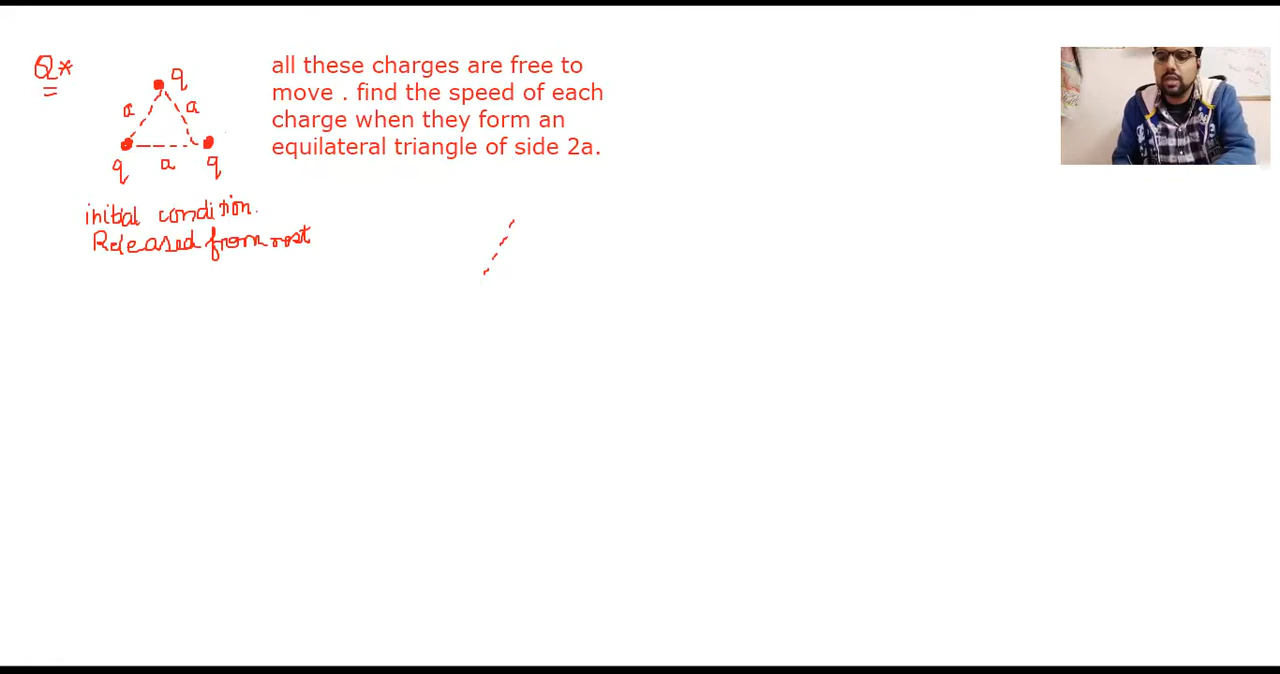 Q*
q
a
a
q
a
q
all these charges are free to
move . find the speed of each
charge when they form an
equilateral triangle of side 2a.
initial condition.
Released from rest